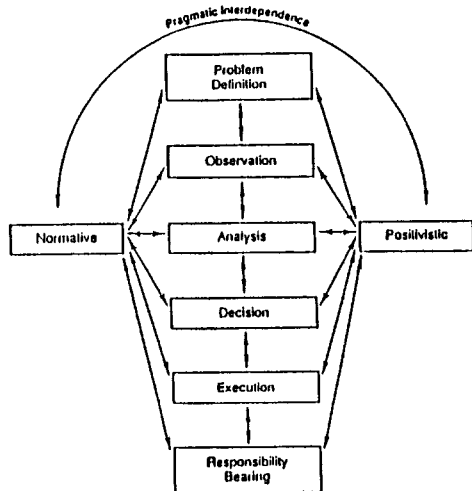 Pragmatic Interdependence
Problem
Definition
Observation
Normative
Analysis
Positivistic
Decision
Execution
Responsibility
Bearing